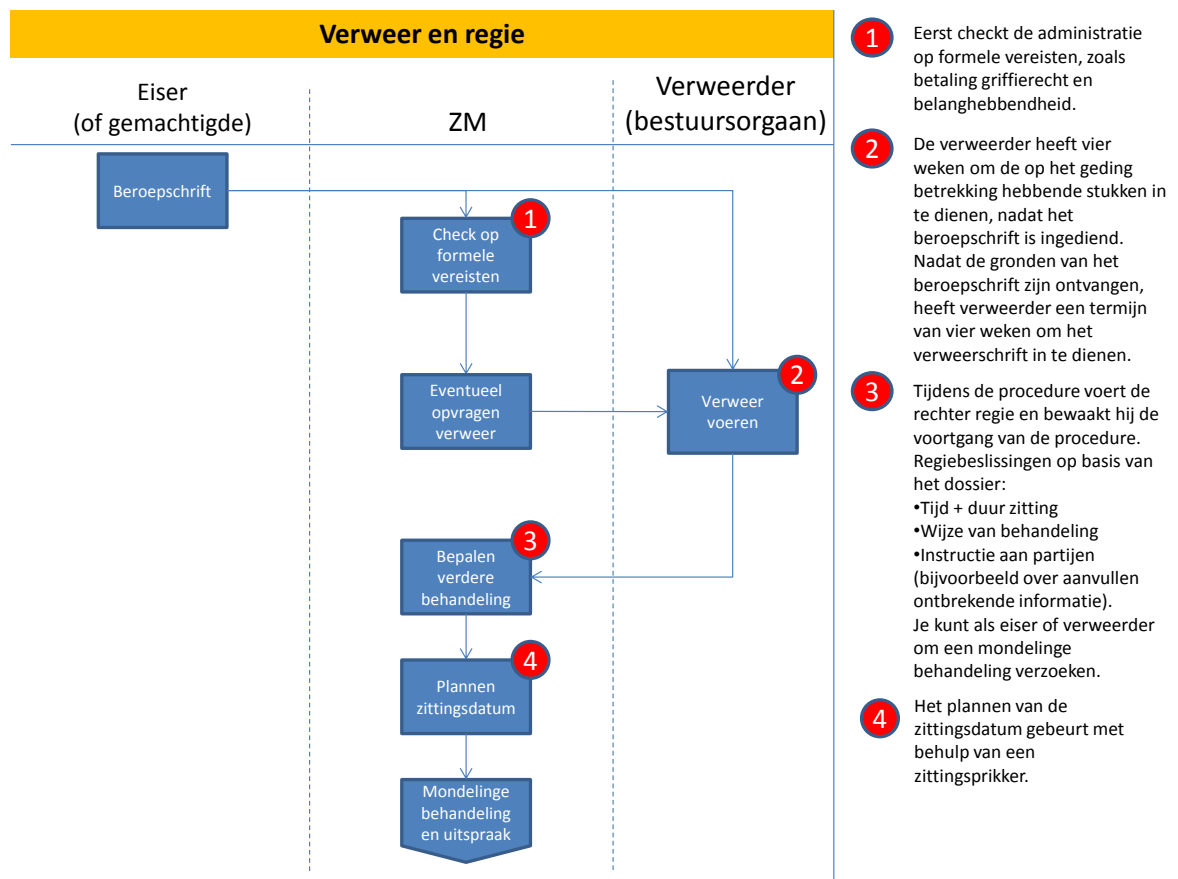 Verweer en regie
Eiser
(of gemachtigde)
ZM
Verweerder
(bestuursorgaan)
Beroepschrift
1
Check op
formele
vereisten
Eventueel
opvragen
verweer
2
Verweer
voeren
3
Bepalen
verdere
behandeling
4
Plannen
zittingsdatum
Mondelinge
behandeling
en uitspraak
1
Eerst checkt de administratie
op formele vereisten, zoals
betaling griffierecht en
belanghebbendheid.
2
De verweerder heeft vier
weken om de op het geding
betrekking hebbende stukken in
te dienen, nadat het
beroepschrift is ingediend.
Nadat de gronden van het
beroepschrift zijn ontvangen,
heeft verweerder een termijn
van vier weken om het
verweerschrift in te dienen.
3
Tijdens de procedure voert de
rechter regie en bewaakt hij de
voortgang van de procedure.
Regiebeslissingen op basis van
het dossier:
•Tijd + duur zitting
•Wijze van behandeling
•Instructie aan partijen
(bijvoorbeeld over aanvullen
ontbrekende informatie).
Je kunt als eiser of verweerder
om een mondelinge
behandeling verzoeken.
4
Het plannen van de
zittingsdatum gebeurt met
behulp van een
zittingsprikker.